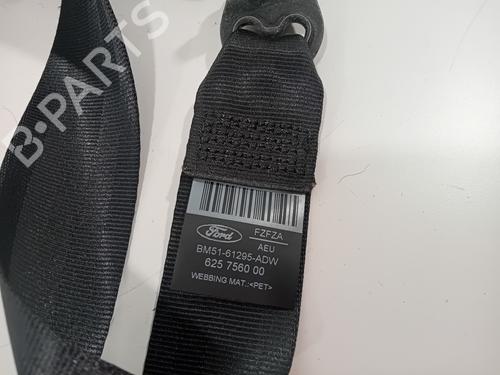 B-PARTS
Ford
FZFZA
AEU
BM51-61295-ADW
625 7560 00
WEBBING MAT.:<PET>